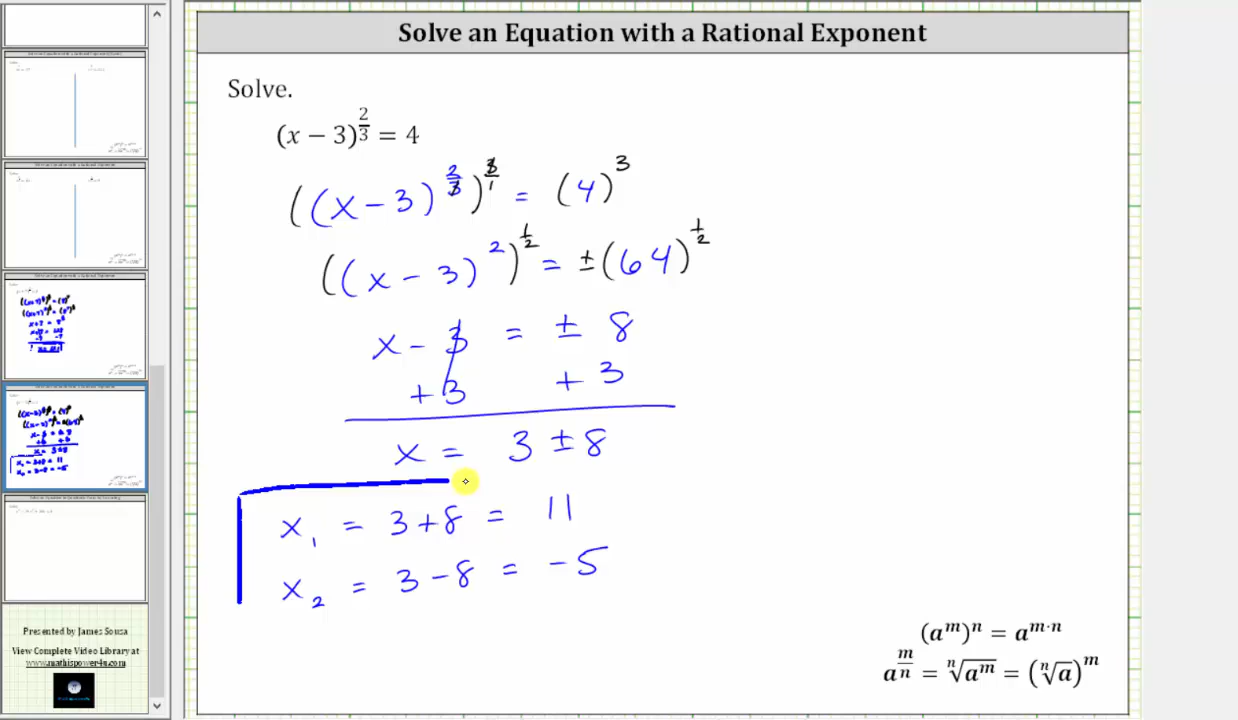 Solve an Equation with a Rational Exponent
Solve.
(x − 3)^(2/3) = 4
((x − 3)^(2/3))^(3/1) = (4)^3
((x − 3)^2)^(1/2) = ±(64)^(1/2)
x − 3 = ± 8
+3 + 3
x = 3 ± 8
x₁ = 3 + 8 = 11
x₂ = 3 − 8 = −5
(a^m)^n = a^(m·n)
a^(m/n) = ⁿ√(a^m) = (ⁿ√a)^m
Presented by James Sousa
View Complete Video Library at
www.mathispower4u.com